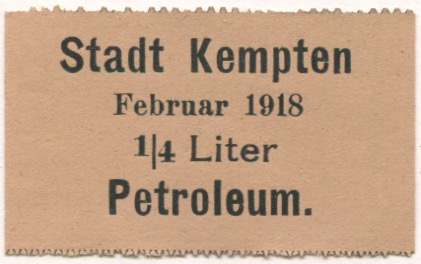 Stadt Kempten
Februar 1918
1|4 Liter
Petroleum.